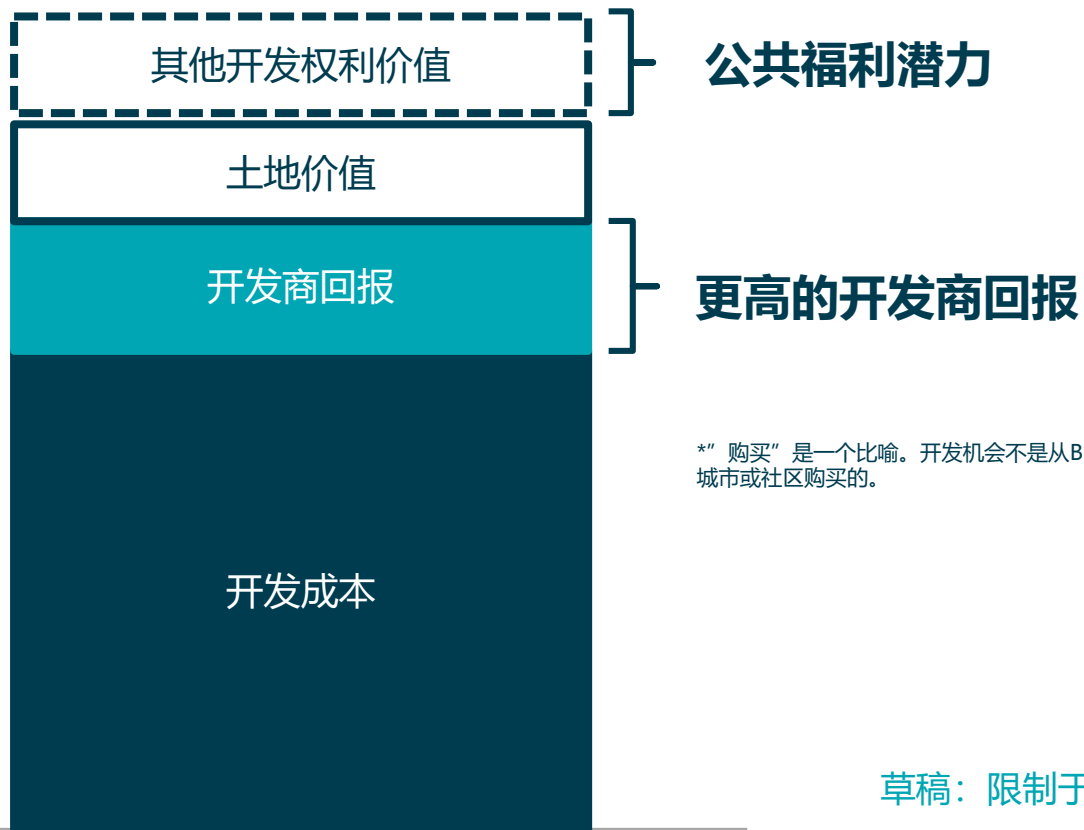 其他开发权利价值
公共福利潜力
土地价值
开发商回报
更高的开发商回报
*”购买”是一个比喻。开发机会不是从B
城市或社区购买的。
开发成本
草稿：限制于